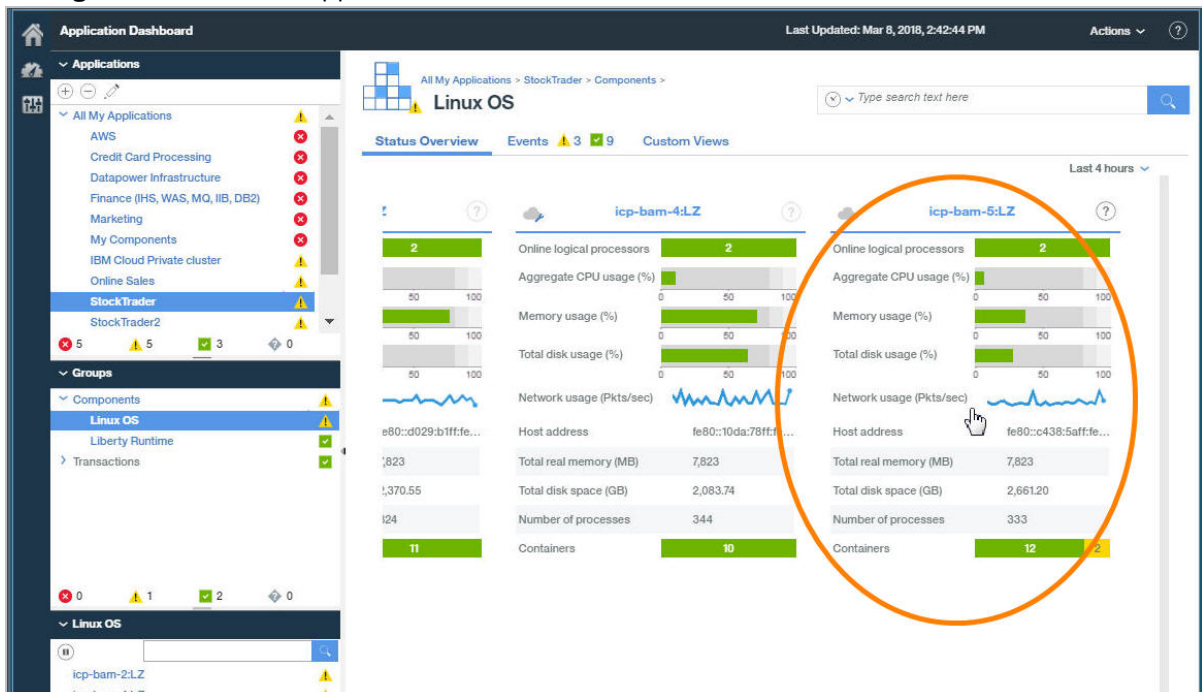 Application Dashboard
Last Updated: Mar 8, 2018, 2:42:44 PM
Actions
?
Applications
All My Applications
AWS
Credit Card Processing
Datapower Infrastructure
Finance (IHS, WAS, MQ, IIB, DB2)
Marketing
My Components
IBM Cloud Private cluster
Online Sales
StockTrader
StockTrader2
5 5 3 0
Groups
Components
Linux OS
Liberty Runtime
Transactions
0 1 2 0
Linux OS
icp-bam-2:LZ
All My Applications > StockTrader > Components >
Linux OS
Type search text here
Status Overview Events 3 9 Custom Views
Last 4 hours
?
2
50 100
50 100
50 100
e80::d029:b1ff:fe...
,823
,370.55
324
11
icp-bam-4:LZ ?
Online logical processors 2
Aggregate CPU usage (%)
0 50 100
Memory usage (%)
0 50 100
Total disk usage (%)
0 50 100
Network usage (Pkts/sec)
Host address fe80::10da:78ff:f...
Total real memory (MB) 7,823
Total disk space (GB) 2,083.74
Number of processes 344
Containers 10
icp-bam-5:LZ ?
Online logical processors 2
Aggregate CPU usage (%)
0 50 100
Memory usage (%)
0 50 100
Total disk usage (%)
0 50 100
Network usage (Pkts/sec)
Host address fe80::c438:5aff:fe...
Total real memory (MB) 7,823
Total disk space (GB) 2,661.20
Number of processes 333
Containers 12 2